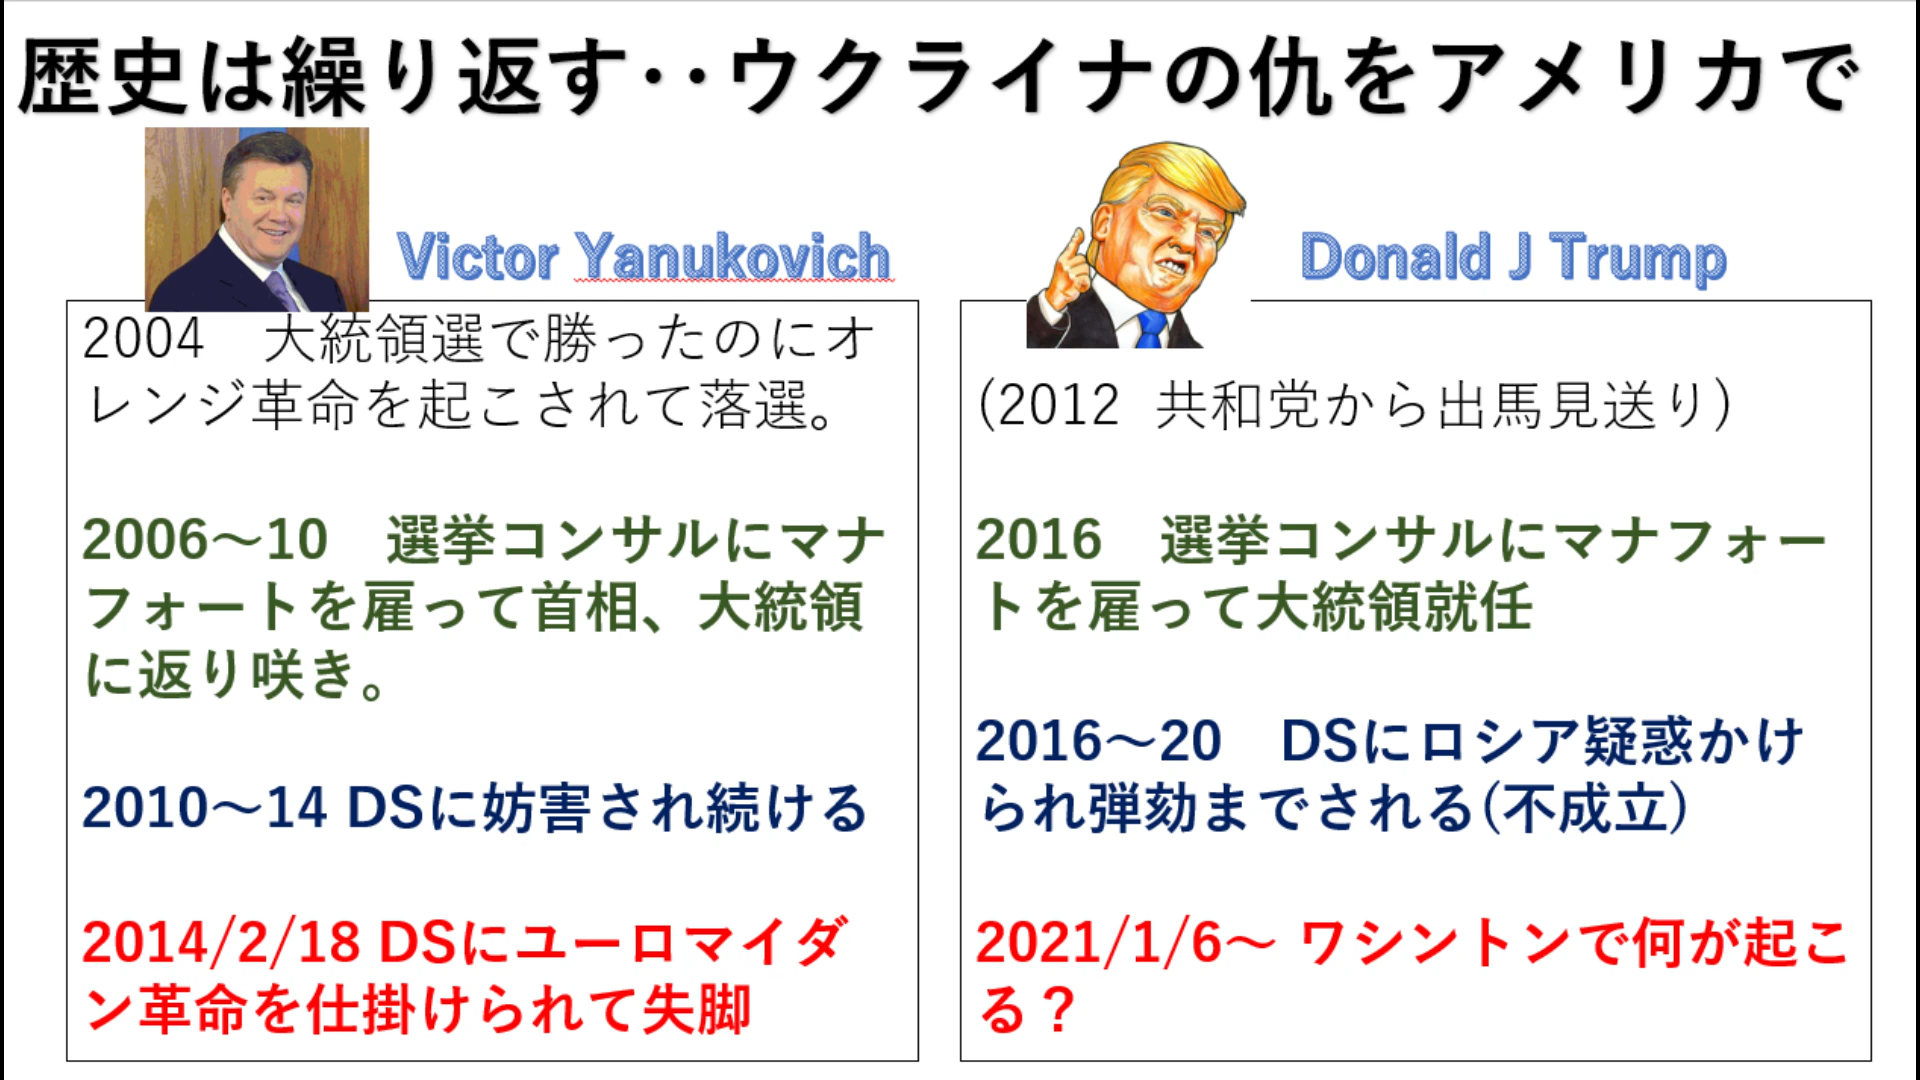 歴史は繰り返す‥ウクライナの仇をアメリカで
Victor Yanukovich
2004　大統領選で勝ったのにオ
レンジ革命を起こされて落選。
2006～10　選挙コンサルにマナ
フォートを雇って首相、大統領
に返り咲き。
2010～14 DSに妨害され続ける
2014/2/18 DSにユーロマイダ
ン革命を仕掛けられて失脚
Donald J Trump
(2012 共和党から出馬見送り)
2016　選挙コンサルにマナフォー
トを雇って大統領就任
2016～20　DSにロシア疑惑かけ
られ弾劾までされる(不成立)
2021/1/6～ ワシントンで何が起こ
る？